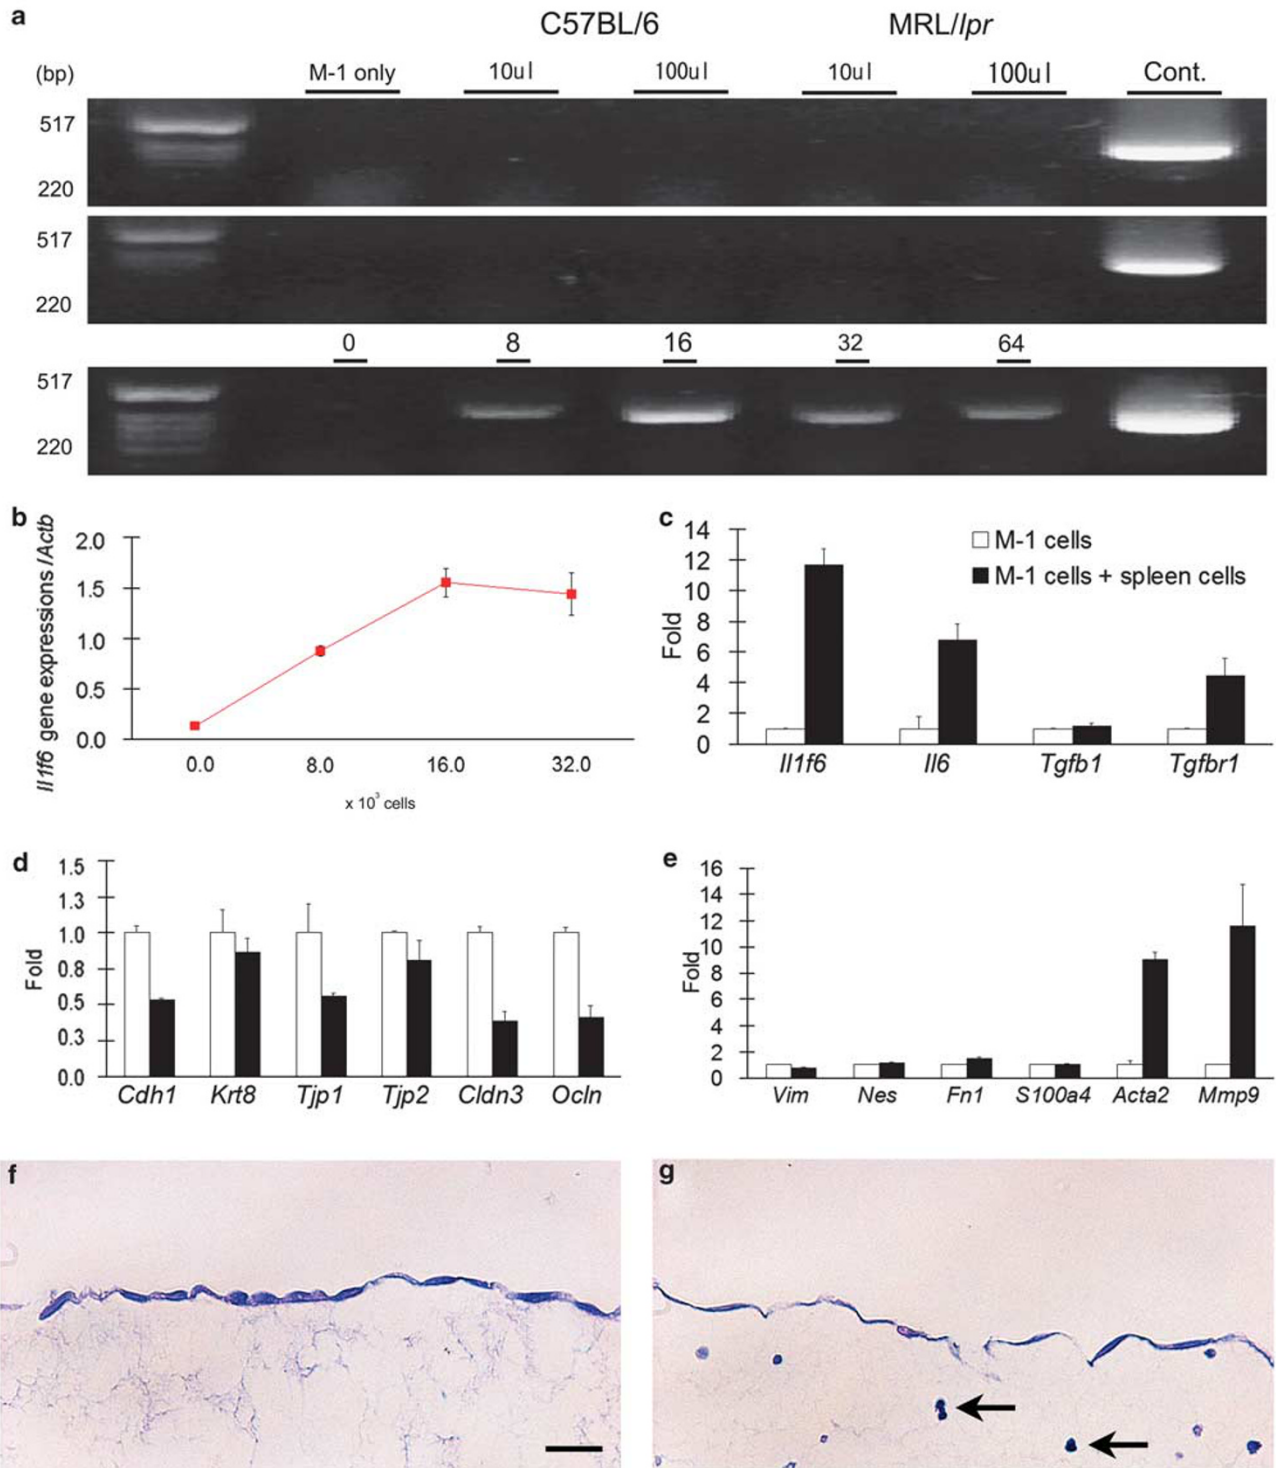 a
C57BL/6 MRL/lpr
(bp) M-1 only 10ul 100ul 10ul 100ul Cont.
517
220
517
220
0 8 16 32 64
517
220
b
Il1f6 gene expressions /Actb
2.0
1.5
1.0
0.5
0.0
0.0 8.0 16.0 32.0
x 10³ cells
c
Fold
14
12
10
8
6
4
2
0
M-1 cells
M-1 cells + spleen cells
Il1f6 Il6 Tgfb1 Tgfbr1
d
Fold
1.5
1.3
1.0
0.8
0.5
0.3
0.0
Cdh1 Krt8 Tjp1 Tjp2 Cldn3 Ocln
e
Fold
16
14
12
10
8
6
4
2
0
Vim Nes Fn1 S100a4 Acta2 Mmp9
f
g